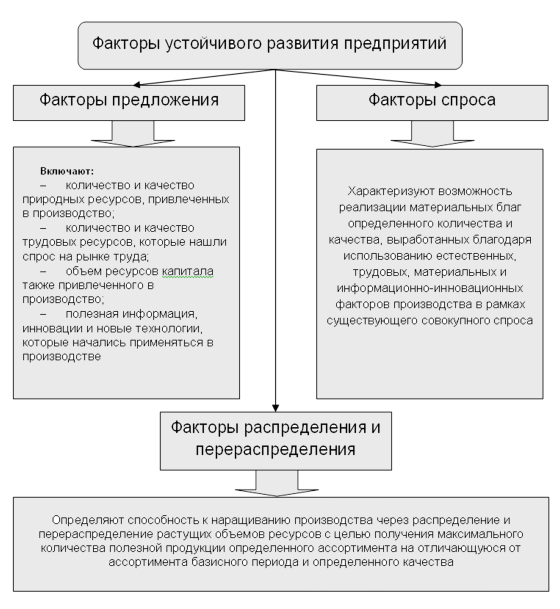 Факторы устойчивого развития предприятий
Факторы предложения
Факторы спроса
Включают:
– количество и качество
природных ресурсов, привлеченных
в производство;
– количество и качество
трудовых ресурсов, которые нашли
спрос на рынке труда;
– объем ресурсов капитала
также привлеченного в
производство;
– полезная информация,
инновации и новые технологии,
которые начались применяться в
производстве
Характеризуют возможность
реализации материальных благ
определенного количества и
качества, выработанных благодаря
использованию естественных,
трудовых, материальных и
информационно-инновационных
факторов производства в рамках
существующего совокупного спроса
Факторы распределения и
перераспределения
Определяют способность к наращиванию производства через распределение и
перераспределение растущих объемов ресурсов с целью получения максимального
количества полезной продукции определенного ассортимента на отличающуюся от
ассортимента базисного периода и определенного качества